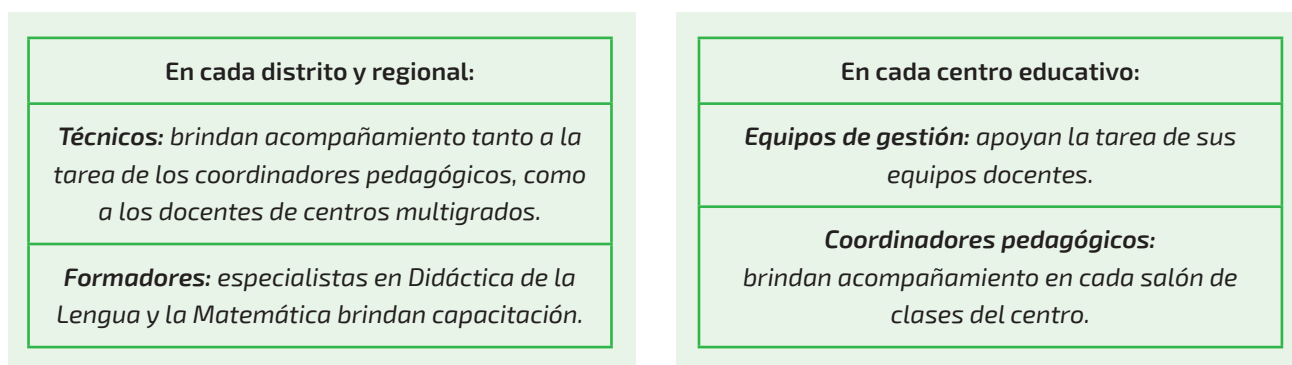 En cada distrito y regional:
Técnicos: brindan acompañamiento tanto a la
tarea de los coordinadores pedagógicos, como
a los docentes de centros multigrados.
Formadores: especialistas en Didáctica de la
Lengua y la Matemática brindan capacitación.
En cada centro educativo:
Equipos de gestión: apoyan la tarea de sus
equipos docentes.
Coordinadores pedagógicos:
brindan acompañamiento en cada salón de
clases del centro.